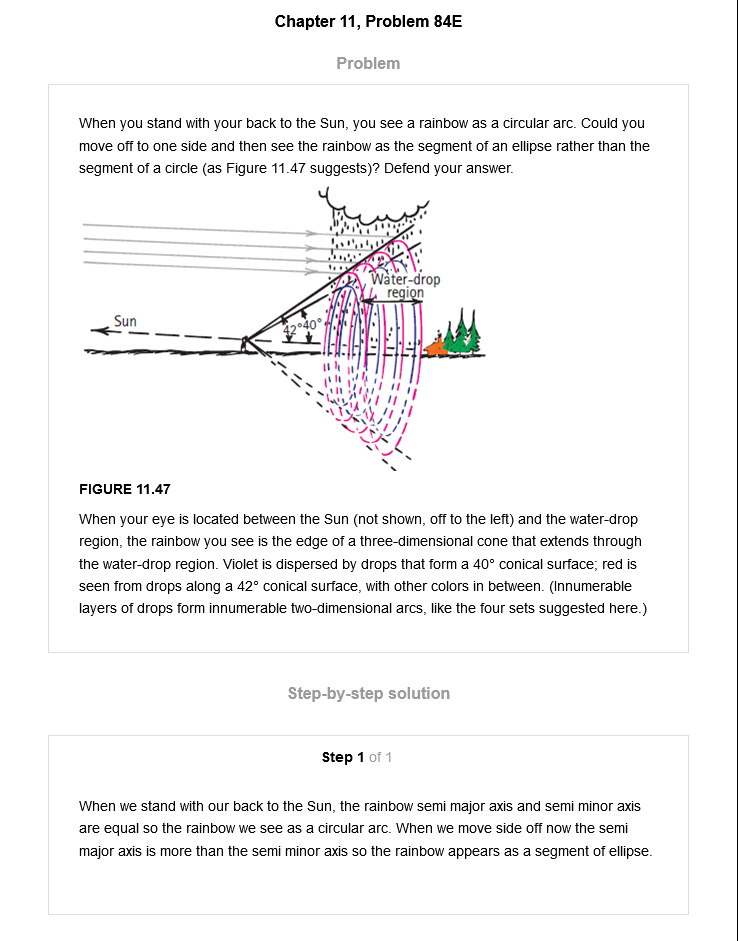 Chapter 11, Problem 84E
Problem
When you stand with your back to the Sun, you see a rainbow as a circular arc. Could you
move off to one side and then see the rainbow as the segment of an ellipse rather than the
segment of a circle (as Figure 11.47 suggests)? Defend your answer.
Water-drop
region
Sun
42°40°
FIGURE 11.47
When your eye is located between the Sun (not shown, off to the left) and the water-drop
region, the rainbow you see is the edge of a three-dimensional cone that extends through
the water-drop region. Violet is dispersed by drops that form a 40° conical surface; red is
seen from drops along a 42° conical surface, with other colors in between. (Innumerable
layers of drops form innumerable two-dimensional arcs, like the four sets suggested here.)
Step-by-step solution
Step 1 of 1
When we stand with our back to the Sun, the rainbow semi major axis and semi minor axis
are equal so the rainbow we see as a circular arc. When we move side off now the semi
major axis is more than the semi minor axis so the rainbow appears as a segment of ellipse.